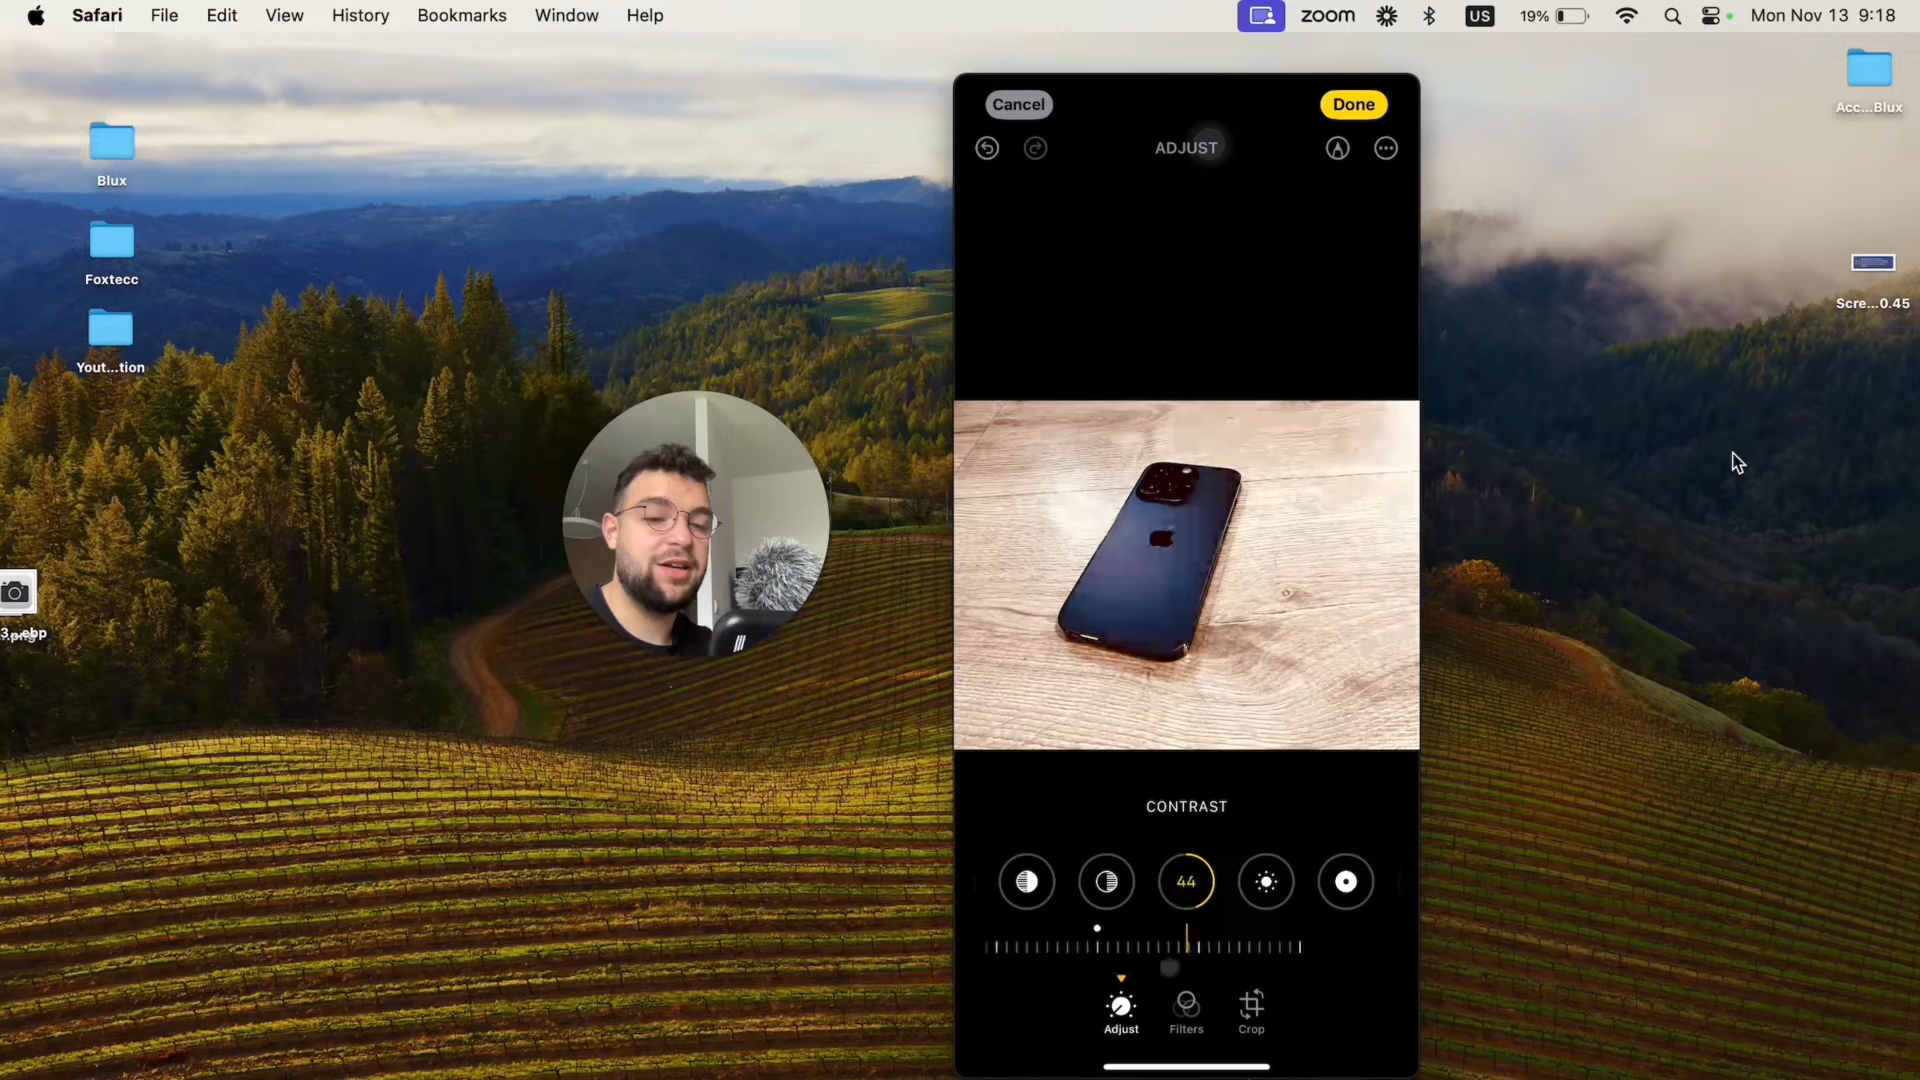 Safari File Edit View History Bookmarks Window Help zoom US 19% Mon Nov 13 9:18
Acc...Blux
Cancel Done
ADJUST
Blux
Foxtecc
Scre...0.45
Yout...tion
CONTRAST
44
Adjust Filters Crop